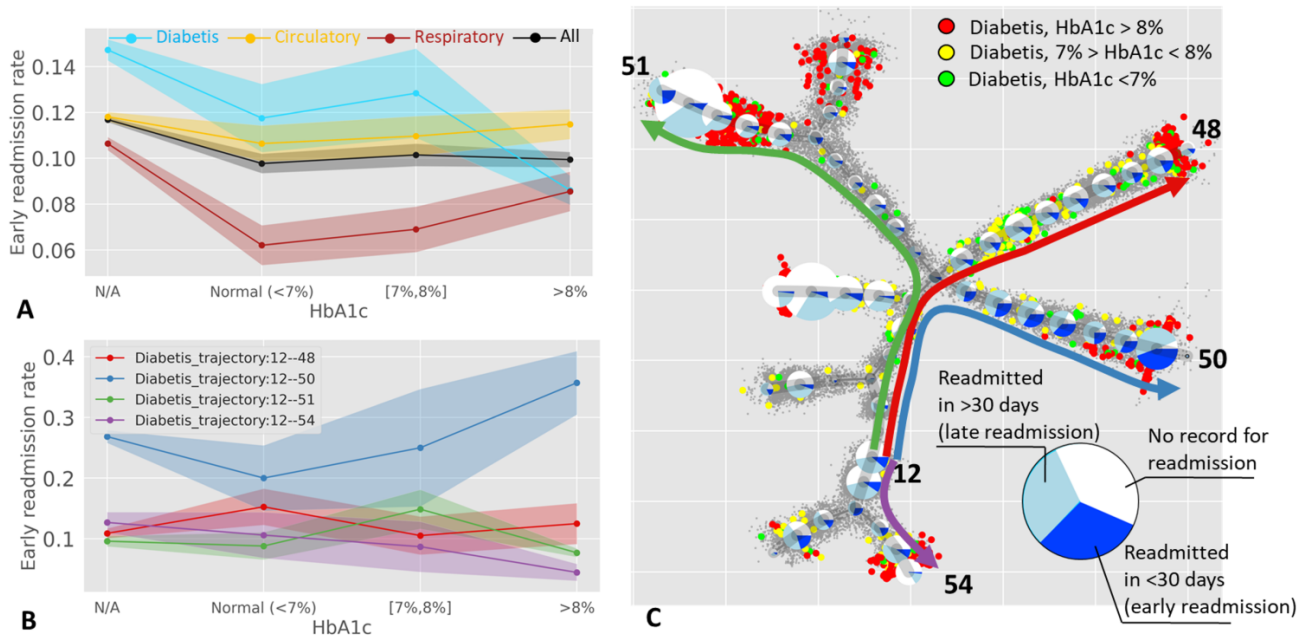 Diabetis
Circulatory
Respiratory
All
Early readmission rate
0.14
0.12
0.10
0.08
0.06
N/A
Normal (<7%)
[7%,8%]
>8%
HbA1c
A
Diabetis_trajectory:12--48
Diabetis_trajectory:12--50
Diabetis_trajectory:12--51
Diabetis_trajectory:12--54
Early readmission rate
0.4
0.3
0.2
0.1
N/A
Normal (<7%)
[7%,8%]
>8%
HbA1c
B
Diabetis, HbA1c > 8%
Diabetis, 7% > HbA1c < 8%
Diabetis, HbA1c <7%
51
48
50
12
54
Readmitted
in >30 days
(late readmission)
No record for
readmission
Readmitted
in <30 days
(early readmission)
C